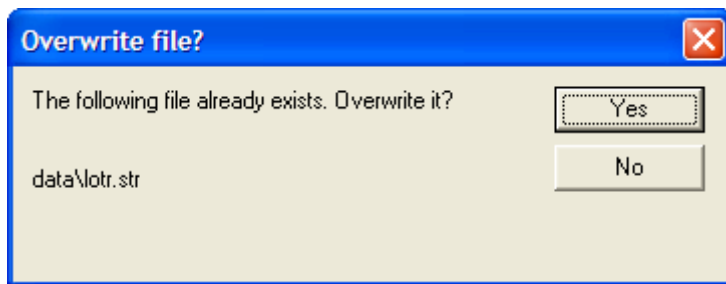 Overwrite file?
The following file already exists. Overwrite it?
Yes
data\lotr.str
No